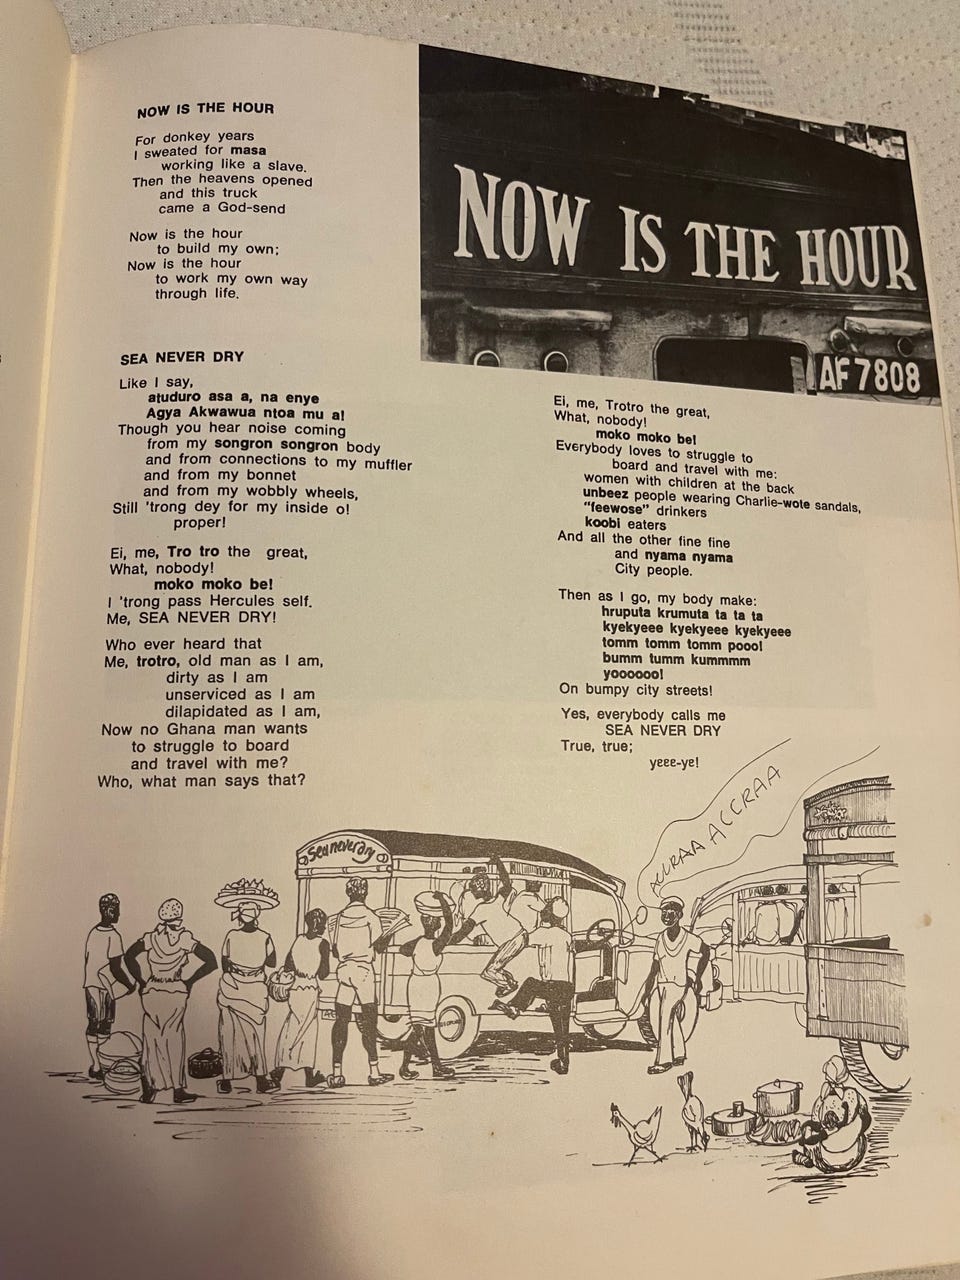 NOW IS THE HOUR
For donkey years
I sweated for masa
working like a slave.
Then the heavens opened
and this truck
came a God-send
Now is the hour
to build my own;
Now is the hour
to work my own way
through life.
NOW IS THE HOUR
AF 7808
SEA NEVER DRY
Like I say,
atuduro asa a, na enye
Agya Akwawua ntoa mu a!
Though you hear noise coming
from my songron songron body
and from connections to my muffler
and from my bonnet
and from my wobbly wheels,
Still 'trong dey for my inside o!
proper!
Ei, me, Tro tro the great,
What, nobody!
moko moko be!
I 'trong pass Hercules self.
Me, SEA NEVER DRY!
Who ever heard that
Me, trotro, old man as I am,
dirty as I am
unserviced as I am
dilapidated as I am,
Now no Ghana man wants
to struggle to board
and travel with me?
Who, what man says that?
Ei, me, Trotro the great,
What, nobody!
moko moko be!
Everybody loves to struggle to
board and travel with me:
women with children at the back
unbeez people wearing Charlie-wote sandals,
"feewose" drinkers
koobi eaters
And all the other fine fine
and nyama nyama
City people.
Then as I go, my body make:
hruputa krumuta ta ta ta
kyekyeee kyekyeee kyekyeee
tomm tomm tomm pooo!
bumm tumm kummmm
yoooooo!
On bumpy city streets!
Yes, everybody calls me
SEA NEVER DRY
True, true;
yeee-ye!
Sea never dry
ACCRAA ACCRAA